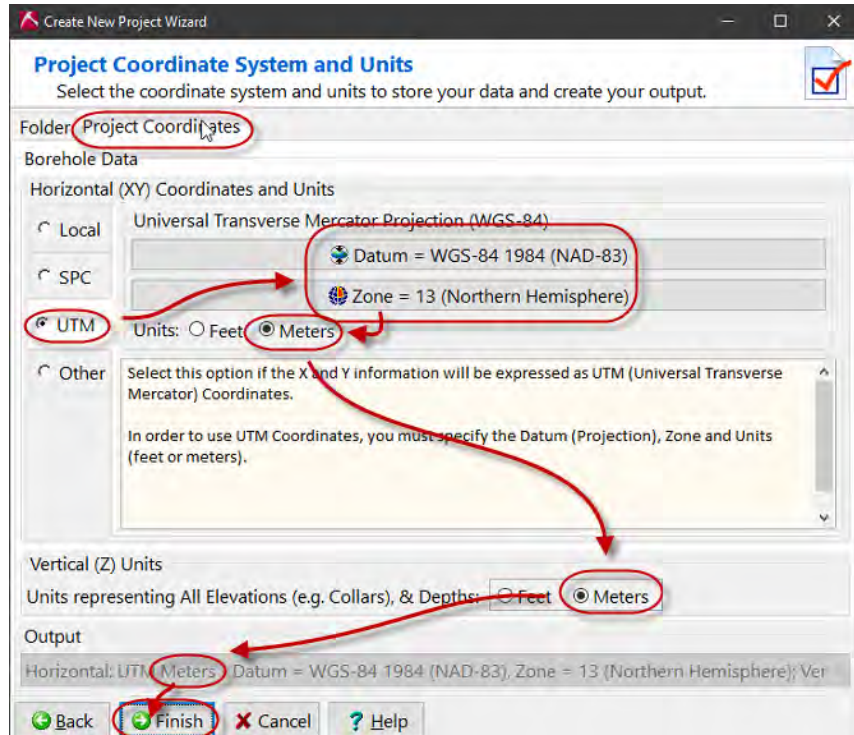 Create New Project Wizard
Project Coordinate System and Units
Select the coordinate system and units to store your data and create your output.
Folder Project Coordinates
Borehole Data
Horizontal (XY) Coordinates and Units
Local
SPC
UTM
Other
Universal Transverse Mercator Projection (WGS-84)
Datum = WGS-84 1984 (NAD-83)
Zone = 13 (Northern Hemisphere)
Units: Feet Meters
Select this option if the X and Y information will be expressed as UTM (Universal Transverse
Mercator) Coordinates.
In order to use UTM Coordinates, you must specify the Datum (Projection), Zone and Units
(feet or meters).
Vertical (Z) Units
Units representing All Elevations (e.g. Collars), & Depths: Feet Meters
Output
Horizontal: UTM Meters Datum = WGS-84 1984 (NAD-83), Zone = 13 (Northern Hemisphere); Ver
Back Finish Cancel ? Help